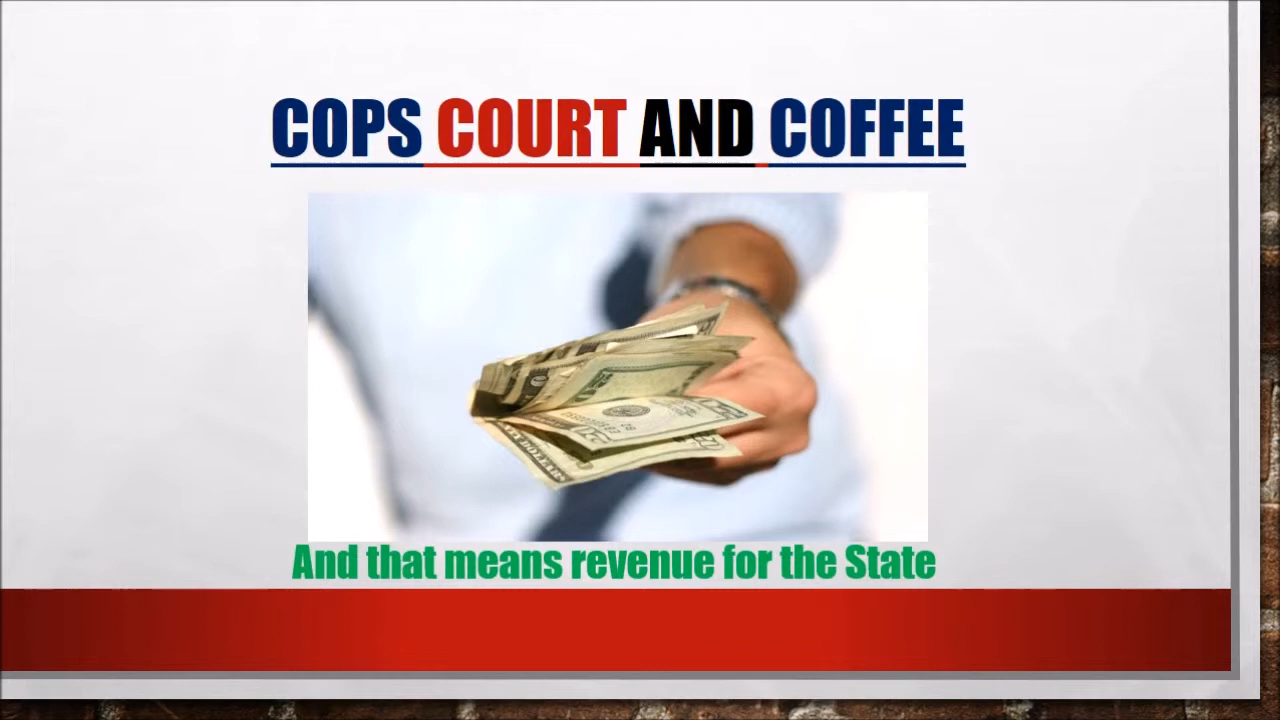 COPS COURT AND COFFEE
And that means revenue for the State